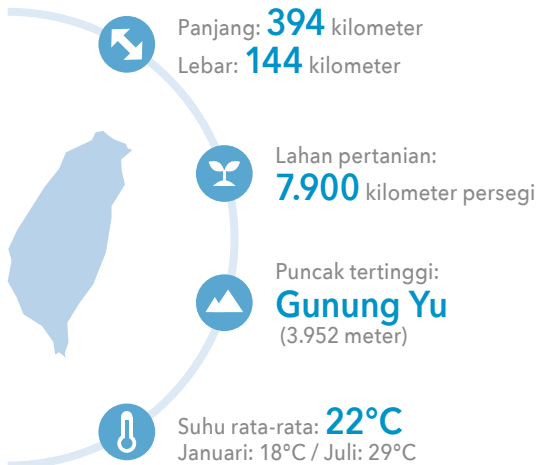 Panjang: 394 kilometer
Lebar: 144 kilometer
Lahan pertanian:
7.900 kilometer persegi
Puncak tertinggi:
Gunung Yu
(3.952 meter)
Suhu rata-rata: 22°C
Januari: 18°C / Juli: 29°C